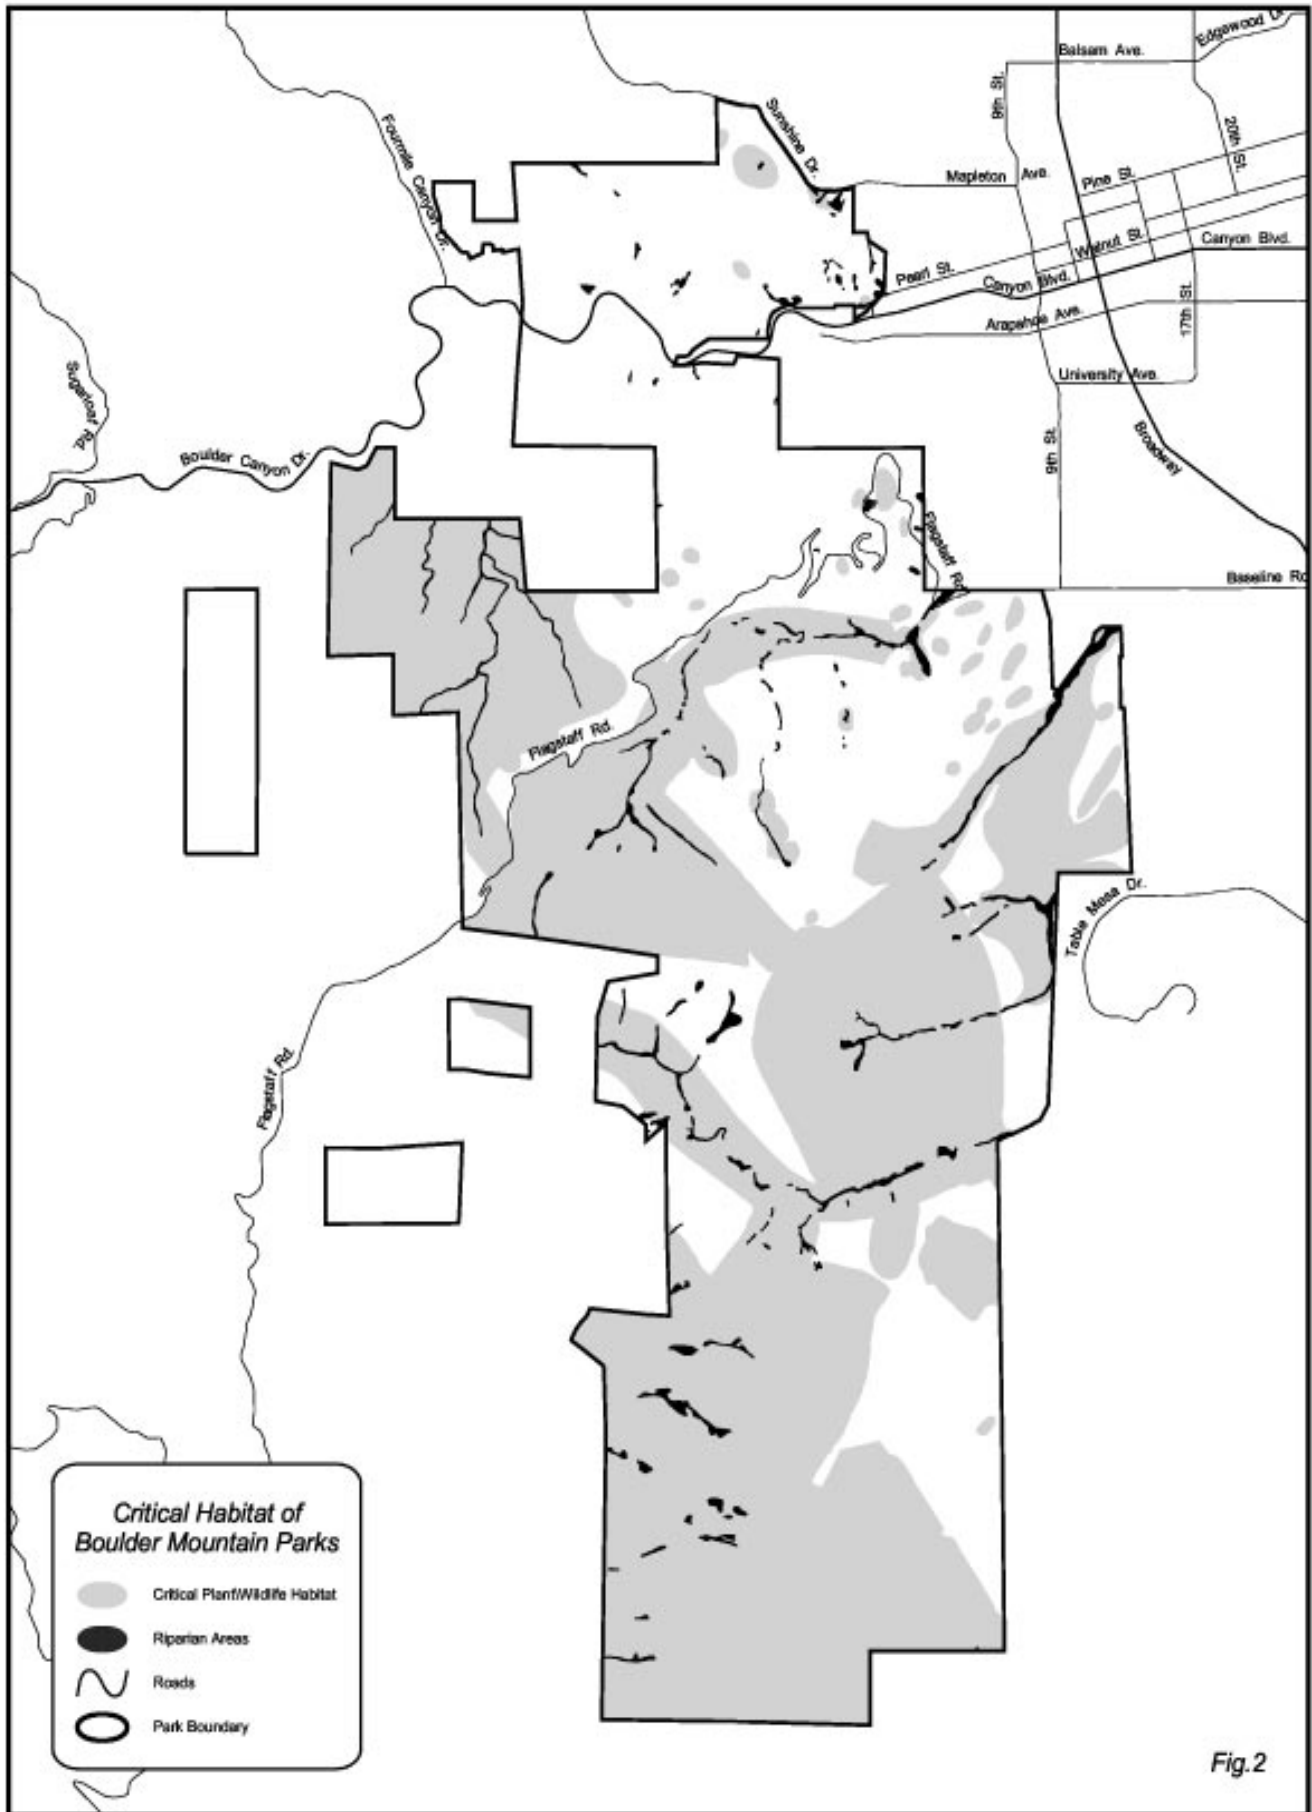 Edgewood Dr.
Balsam Ave.
9th St.
20th St.
Sunshine Dr.
Fourmile Canyon Dr.
Mapleton Ave.
Pine St.
Walnut St.
Canyon Blvd.
Pearl St.
Canyon Blvd.
Arapahoe Ave.
17th St.
University Ave.
Sugarloaf Rd.
Boulder Canyon Dr.
9th St.
Broadway
Flagstaff Rd.
Baseline Rd
Flagstaff Rd.
Table Mesa Dr.
Flagstaff Rd.
Critical Habitat of
Boulder Mountain Parks
Critical Plant/Wildlife Habitat
Riparian Areas
Roads
Park Boundary
Fig.2